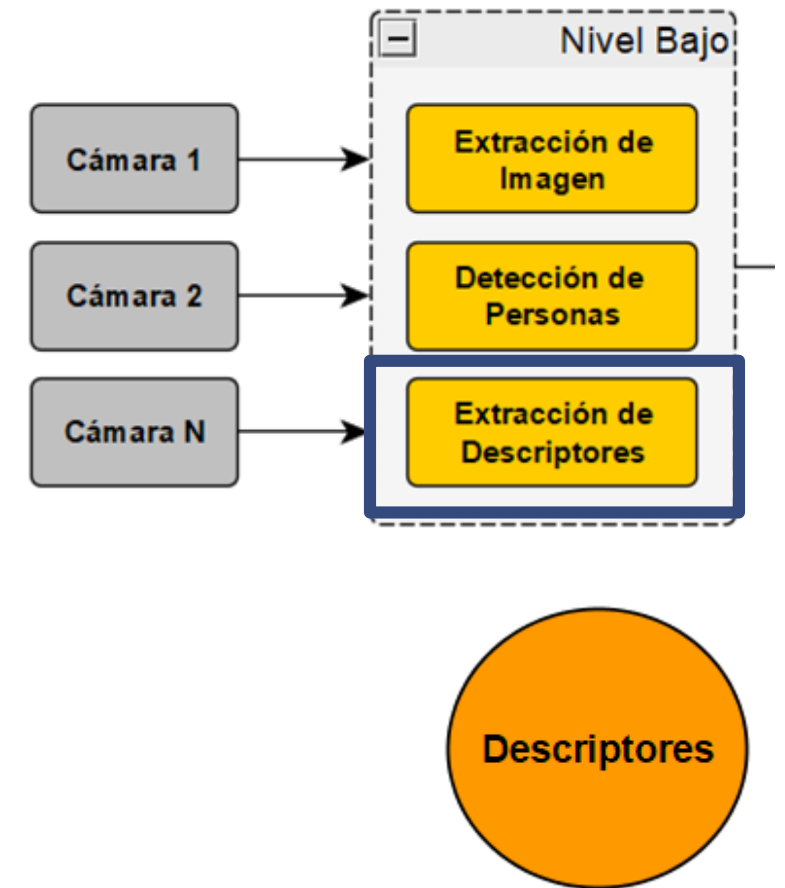 Nivel Bajo
Cámara 1
Extracción de
Imagen
Cámara 2
Detección de
Personas
Cámara N
Extracción de
Descriptores
Descriptores